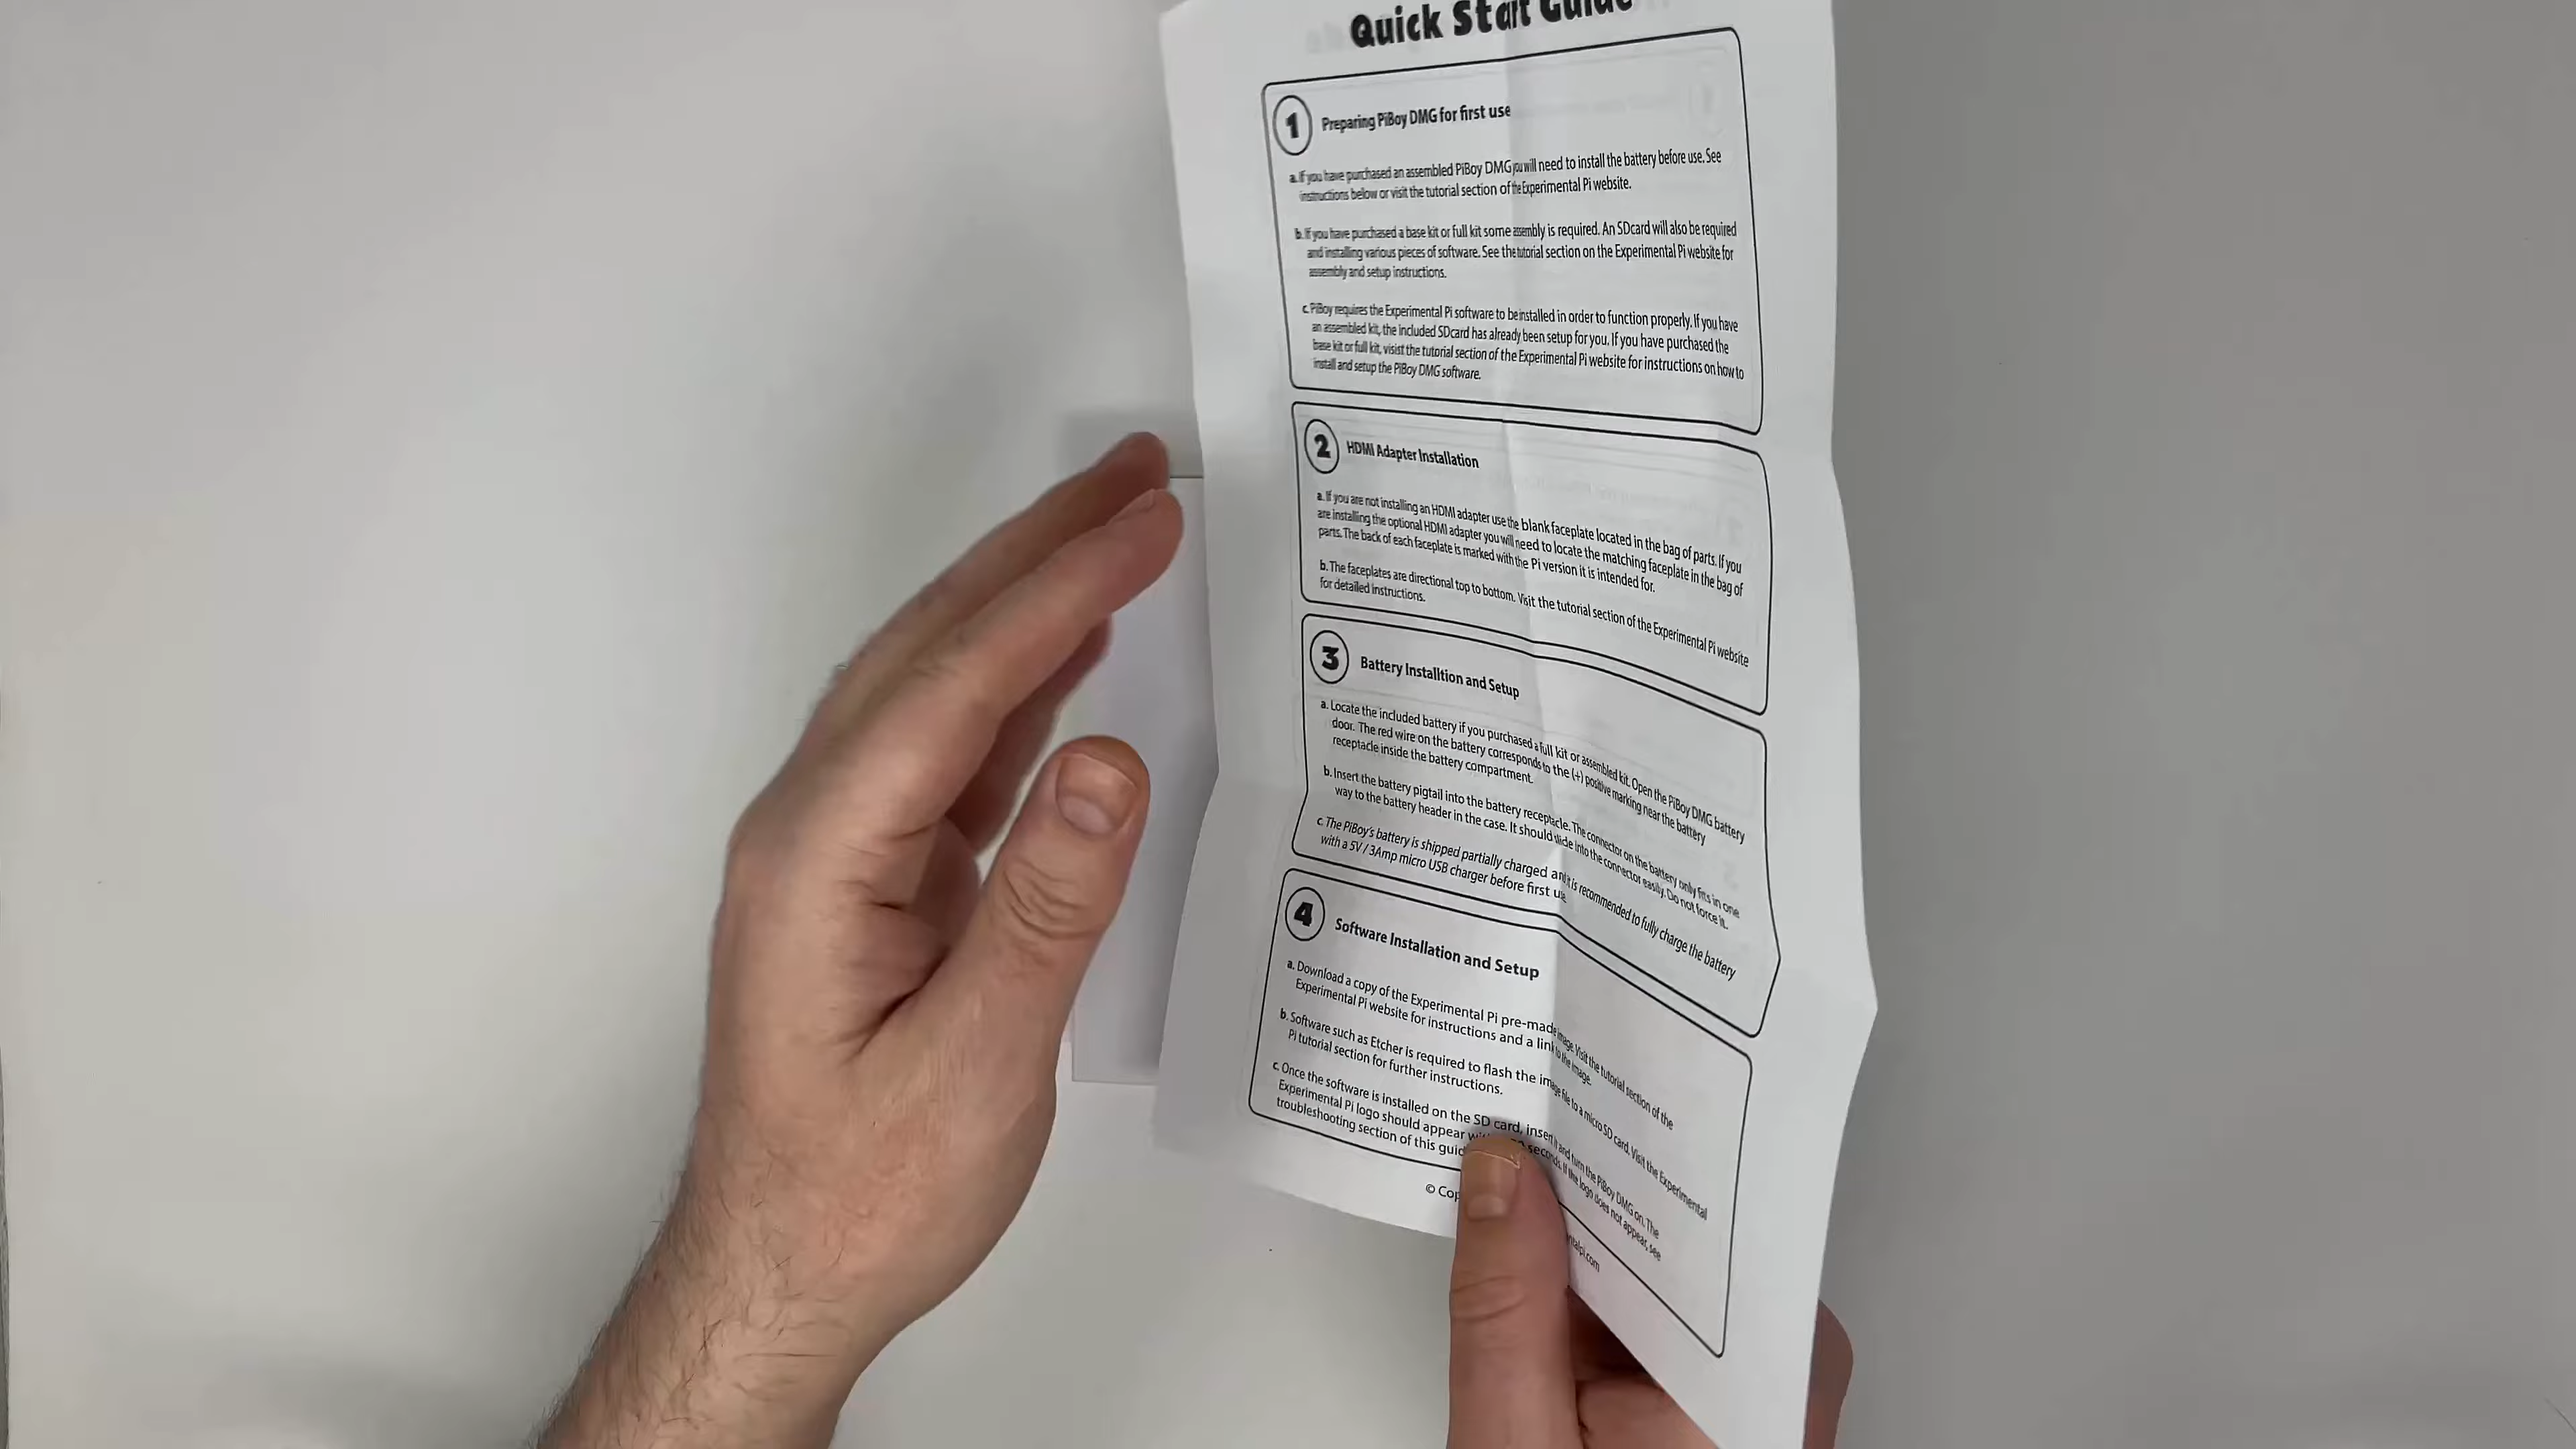 Quick Start Guide
1
Preparing PiBoy DMG for first use
a. If you have purchased an assembled PiBoy DMG you will need to install the battery before use. See
instructions below or visit the tutorial section of the Experimental Pi website.
b. If you have purchased a base kit or full kit some assembly is required. An SDcard will also be required
and installing various pieces of software. See the tutorial section on the Experimental Pi website for
assembly and setup instructions.
c. PiBoy requires the Experimental Pi software to be installed in order to function properly. If you have
an assembled kit, the included SDcard has already been setup for you. If you have purchased the
base kit or full kit, visist the tutorial section of the Experimental Pi website for instructions on how to
install and setup the PiBoy DMG software.
2
HDMI Adapter Installation
a. If you are not installing an HDMI adapter use the blank faceplate located in the bag of parts. If you
are installing the optional HDMI adapter you will need to locate the matching faceplate in the bag of
parts. The back of each faceplate is marked with the Pi version it is intended for.
b. The faceplates are directional top to bottom. Visit the tutorial section of the Experimental Pi website
for detailed instructions.
3
Battery Installtion and Setup
a. Locate the included battery if you purchased a full kit or assembled kit. Open the PiBoy DMG battery
door. The red wire on the battery corresponds to the (+) positive marking near the battery
receptacle inside the battery compartment.
b. Insert the battery pigtail into the battery receptacle. The connector on the battery only fits in one
way to the battery header in the case. It should slide into the connector easily. Do not force it.
c. The PiBoy's battery is shipped partially charged and it is recommended to fully charge the battery
with a 5V / 3Amp micro USB charger before first use.
4
Software Installation and Setup
a. Download a copy of the Experimental Pi pre-made image. Visit the tutorial section of the
Experimental Pi website for instructions and a link to the image.
b. Software such as Etcher is required to flash the image file to a micro SD card. Visit the Experimental
Pi tutorial section for further instructions.
c. Once the software is installed on the SD card, insert it and turn the PiBoy DMG on. The
Experimental Pi logo should appear seconds. If the logo does not appear, see
troubleshooting section of this guide
©